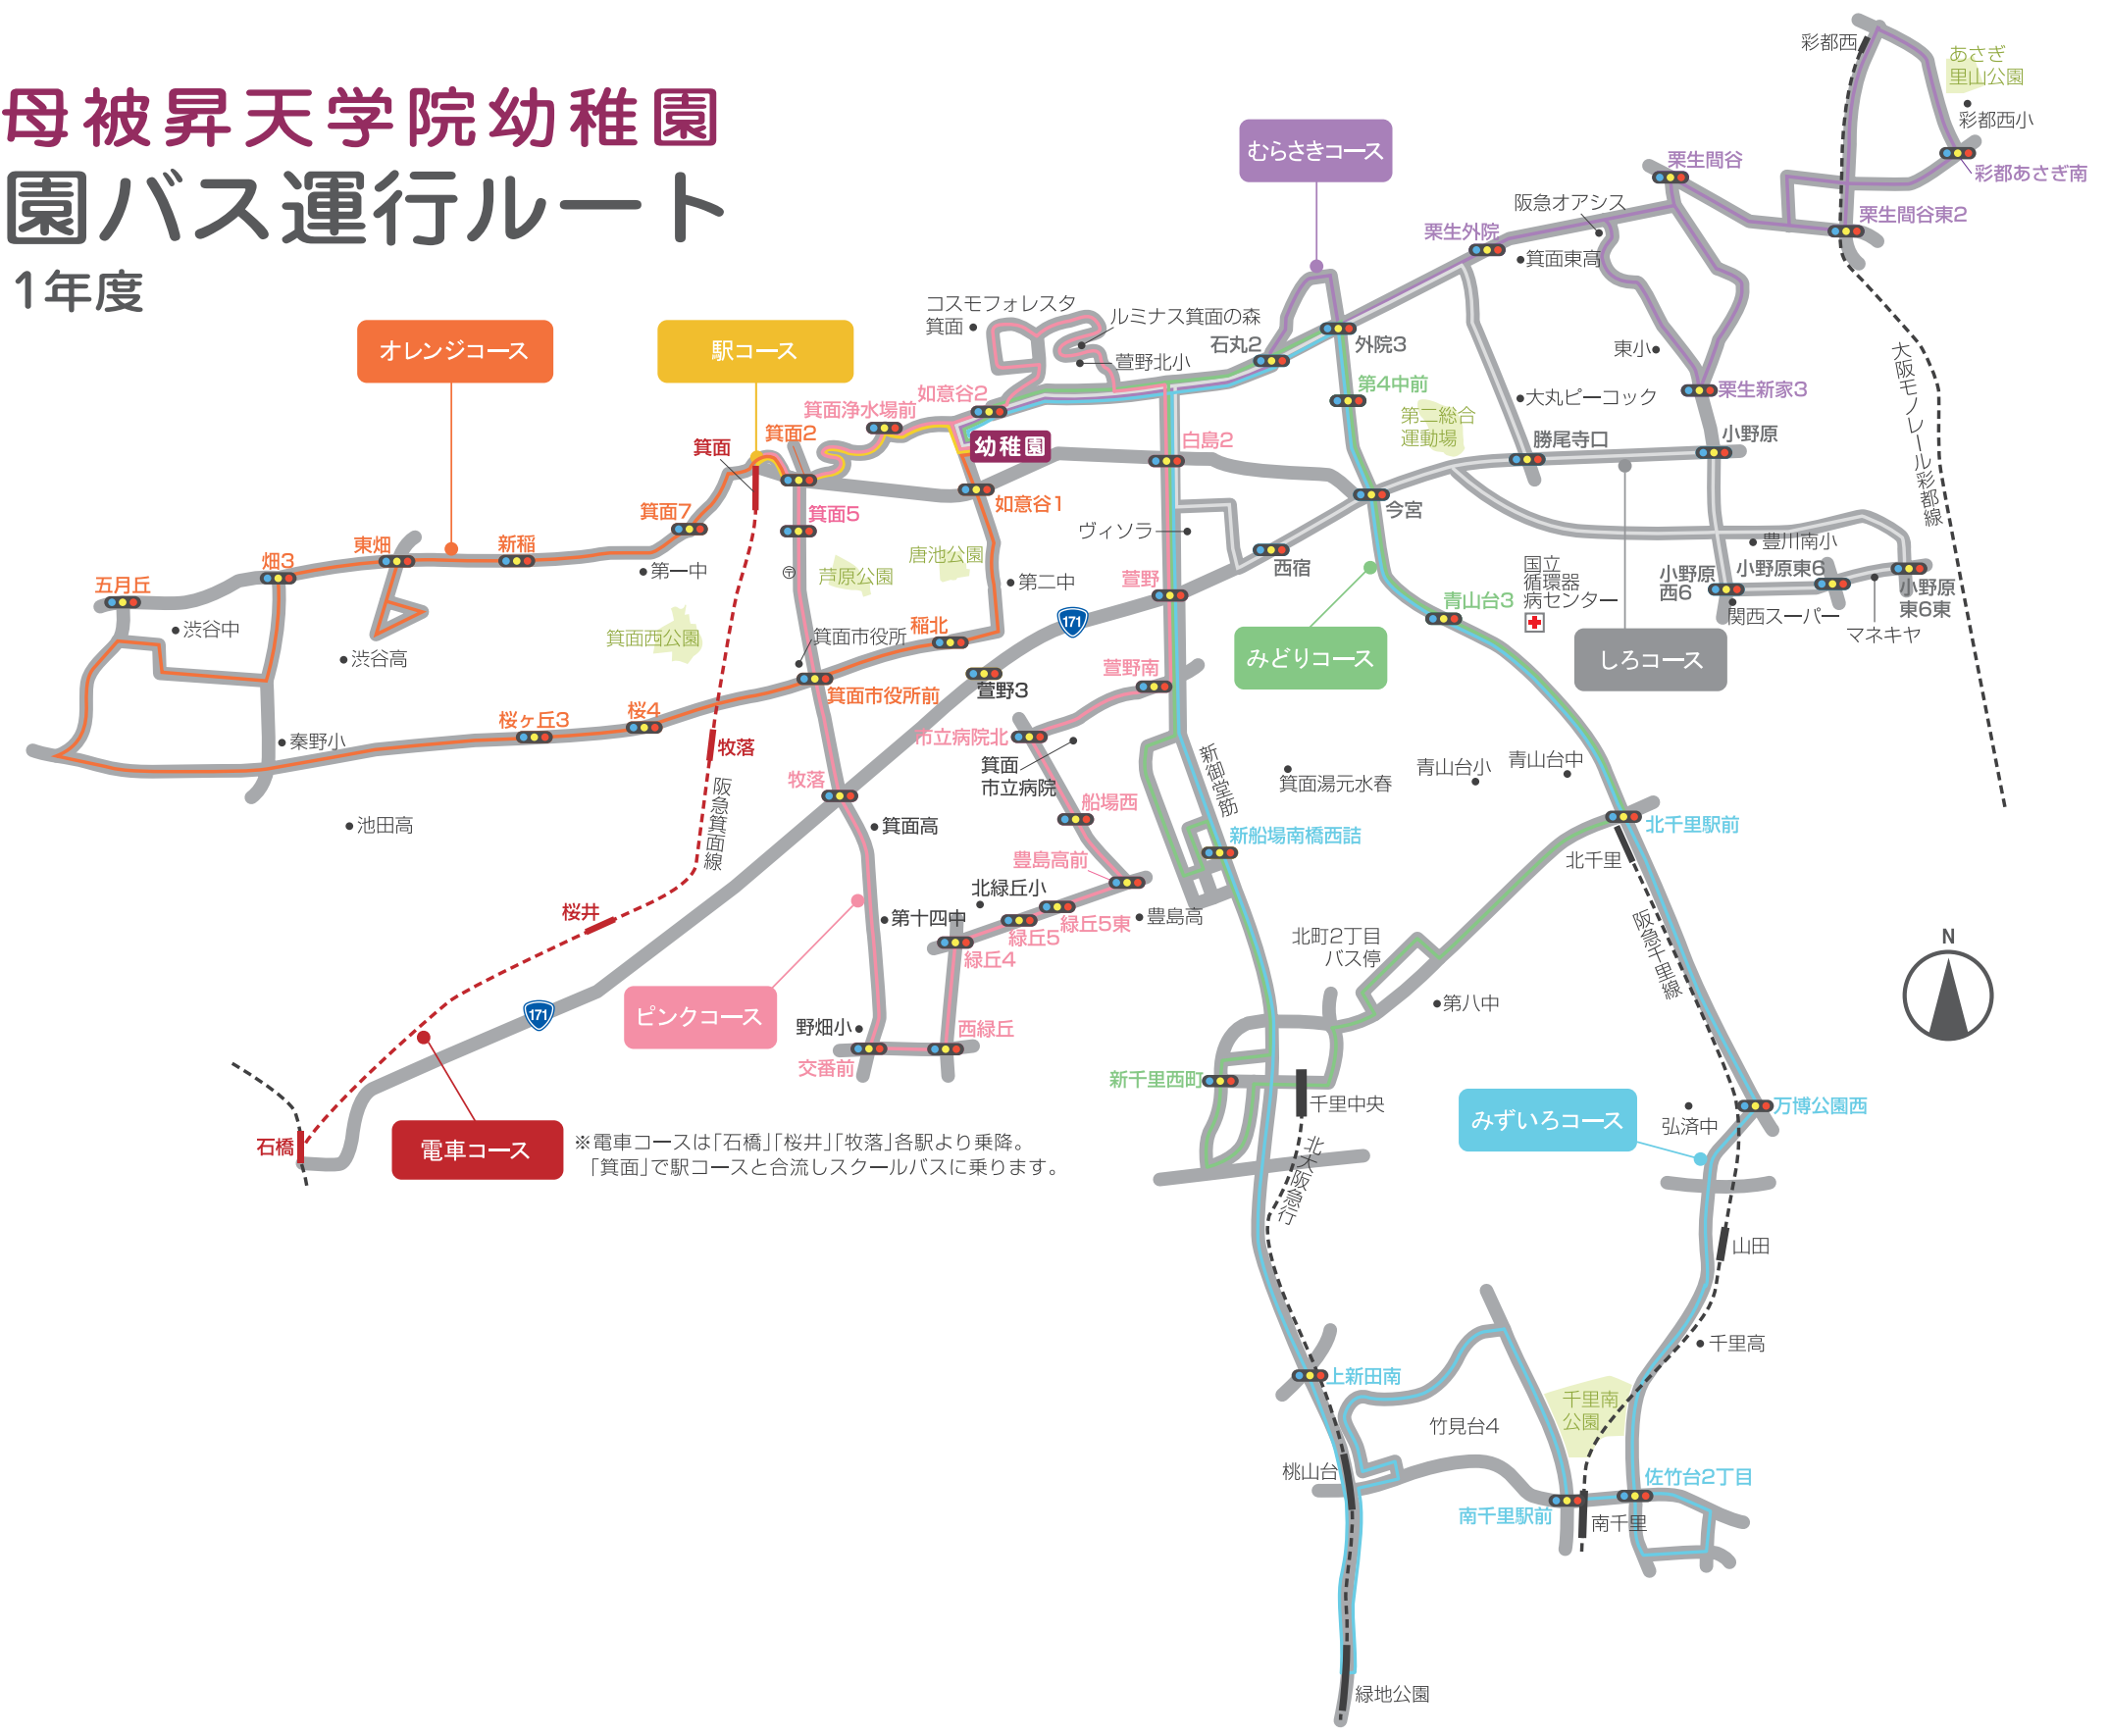 母被昇天学院幼稚園
園バス運行ルート
1年度
オレンジコース
駅コース
むらさきコース
みどりコース
しろコース
ピンクコース
みずいろコース
電車コース
※電車コースは「石橋」「桜井」「牧落」各駅より乗降。
「箕面」で駅コースと合流しスクールバスに乗ります。
彩都西
あさぎ
里山公園
彩都西小
彩都あさぎ南
栗生間谷
栗生間谷東2
阪急オアシス
栗生外院
箕面東高
コスモフォレスタ
箕面
ルミナス箕面の森
萱野北小
石丸2
外院3
東小
大阪モノレール彩都線
如意谷2
第4中前
大丸ピーコック
栗生新家3
箕面浄水場前
第二総合
運動場
箕面2
箕面
幼稚園
白島2
勝尾寺口
小野原
箕面7
箕面5
如意谷1
今宮
ヴィソラ
豊川南小
東畑
新稲
畑3
五月丘
第一中
〒
芦原公園
唐池公園
第二中
萱野
西宿
国立
循環器
病センター
小野原
西6
小野原東6
小野原
東6東
関西スーパー
マネキヤ
青山台3
渋谷中
渋谷高
箕面西公園
箕面市役所
稲北
171
萱野南
萱野3
箕面市役所前
秦野小
桜ヶ丘3
桜4
牧落
市立病院北
箕面
市立病院
新御堂筋
箕面湯元水春
青山台小
青山台中
牧落
池田高
阪急箕面線
箕面高
船場西
新船場南橋西詰
北千里駅前
北千里
豊島高前
北緑丘小
桜井
第十四中
緑丘5東
緑丘5
豊島高
緑丘4
北町2丁目
バス停
阪急千里線
N
第八中
171
野畑小
西緑丘
交番前
新千里西町
千里中央
弘済中
万博公園西
石橋
北大阪急行
山田
千里高
上新田南
竹見台4
千里南
公園
桃山台
佐竹台2丁目
南千里駅前
南千里
緑地公園